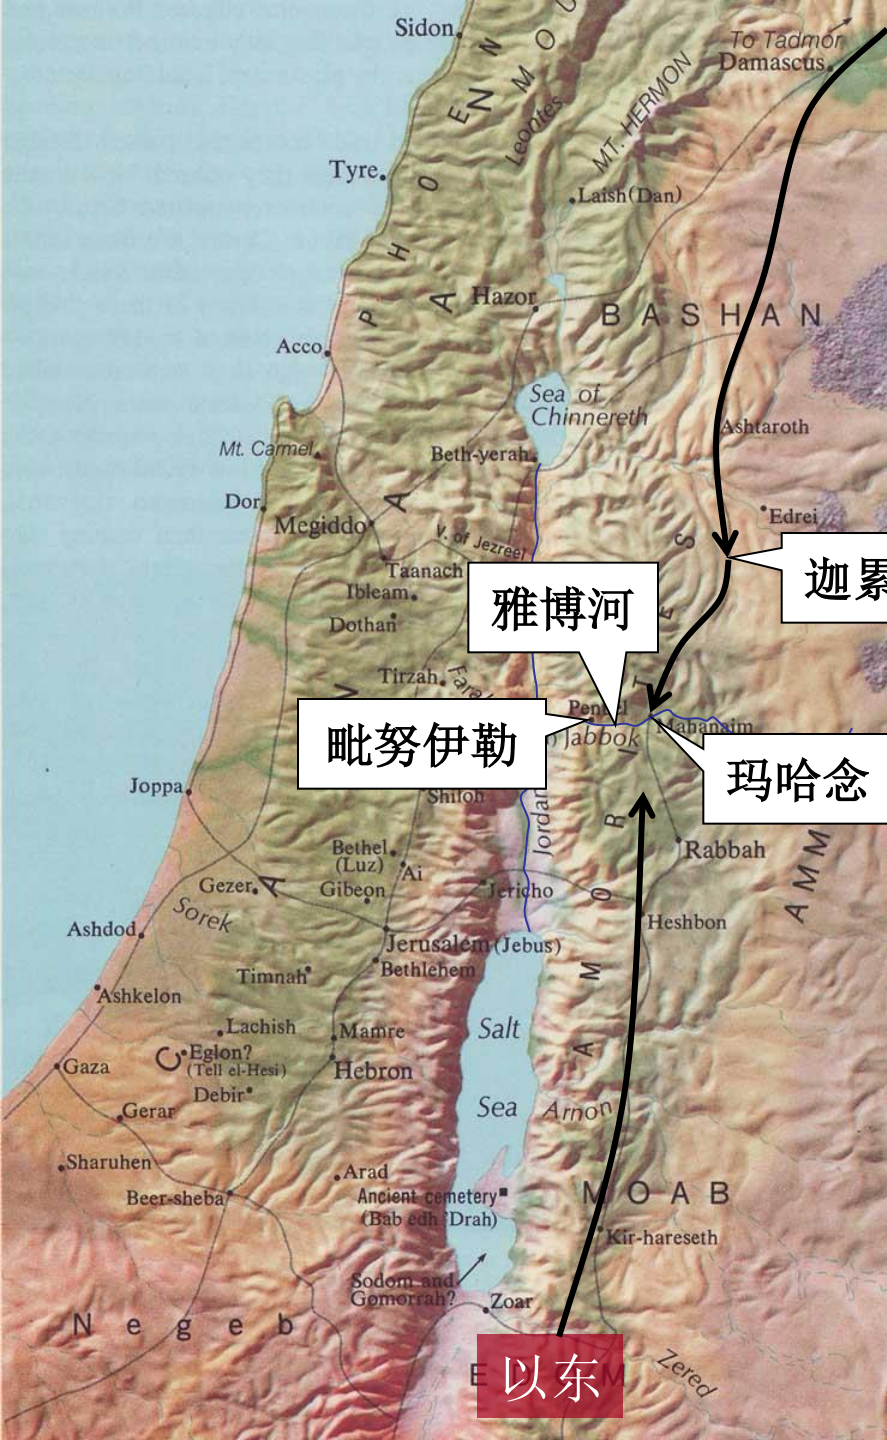 Sidon
To Tadmor
Damascus
Leontes
MT. HERMON
Tyre
Laish(Dan)
Hazor
BASHAN
Acco
Sea of
Chinnereth
Ashtaroth
Mt. Carmel
Beth-yerah
Dor
Megiddo
Edrei
V. of Jezreel
Taanach
迦累
Ibleam
雅博河
Dothan
Tirzah
毗努伊勒
Jabbok
Mahanaim
玛哈念
Joppa
Shiloh
Jordan
Bethel
(Luz)
Ai
Rabbah
Gezer
Gibeon
Jericho
AMM
Sorek
Heshbon
Ashdod
Jerusalem(Jebus)
Bethlehem
Timnah
Ashkelon
Lachish
Mamre
Salt
Sea
Eglon?
(Tell el-Hesi)
Gaza
Hebron
Debir
Gerar
Arnon
Sharuhen
Arad
Beer-sheba
Ancient cemetery
(Bab edh 'Drah)
MOAB
Kir-hareseth
Sodom and
Gomorrah?
Zoar
Negeb
以东
Zered